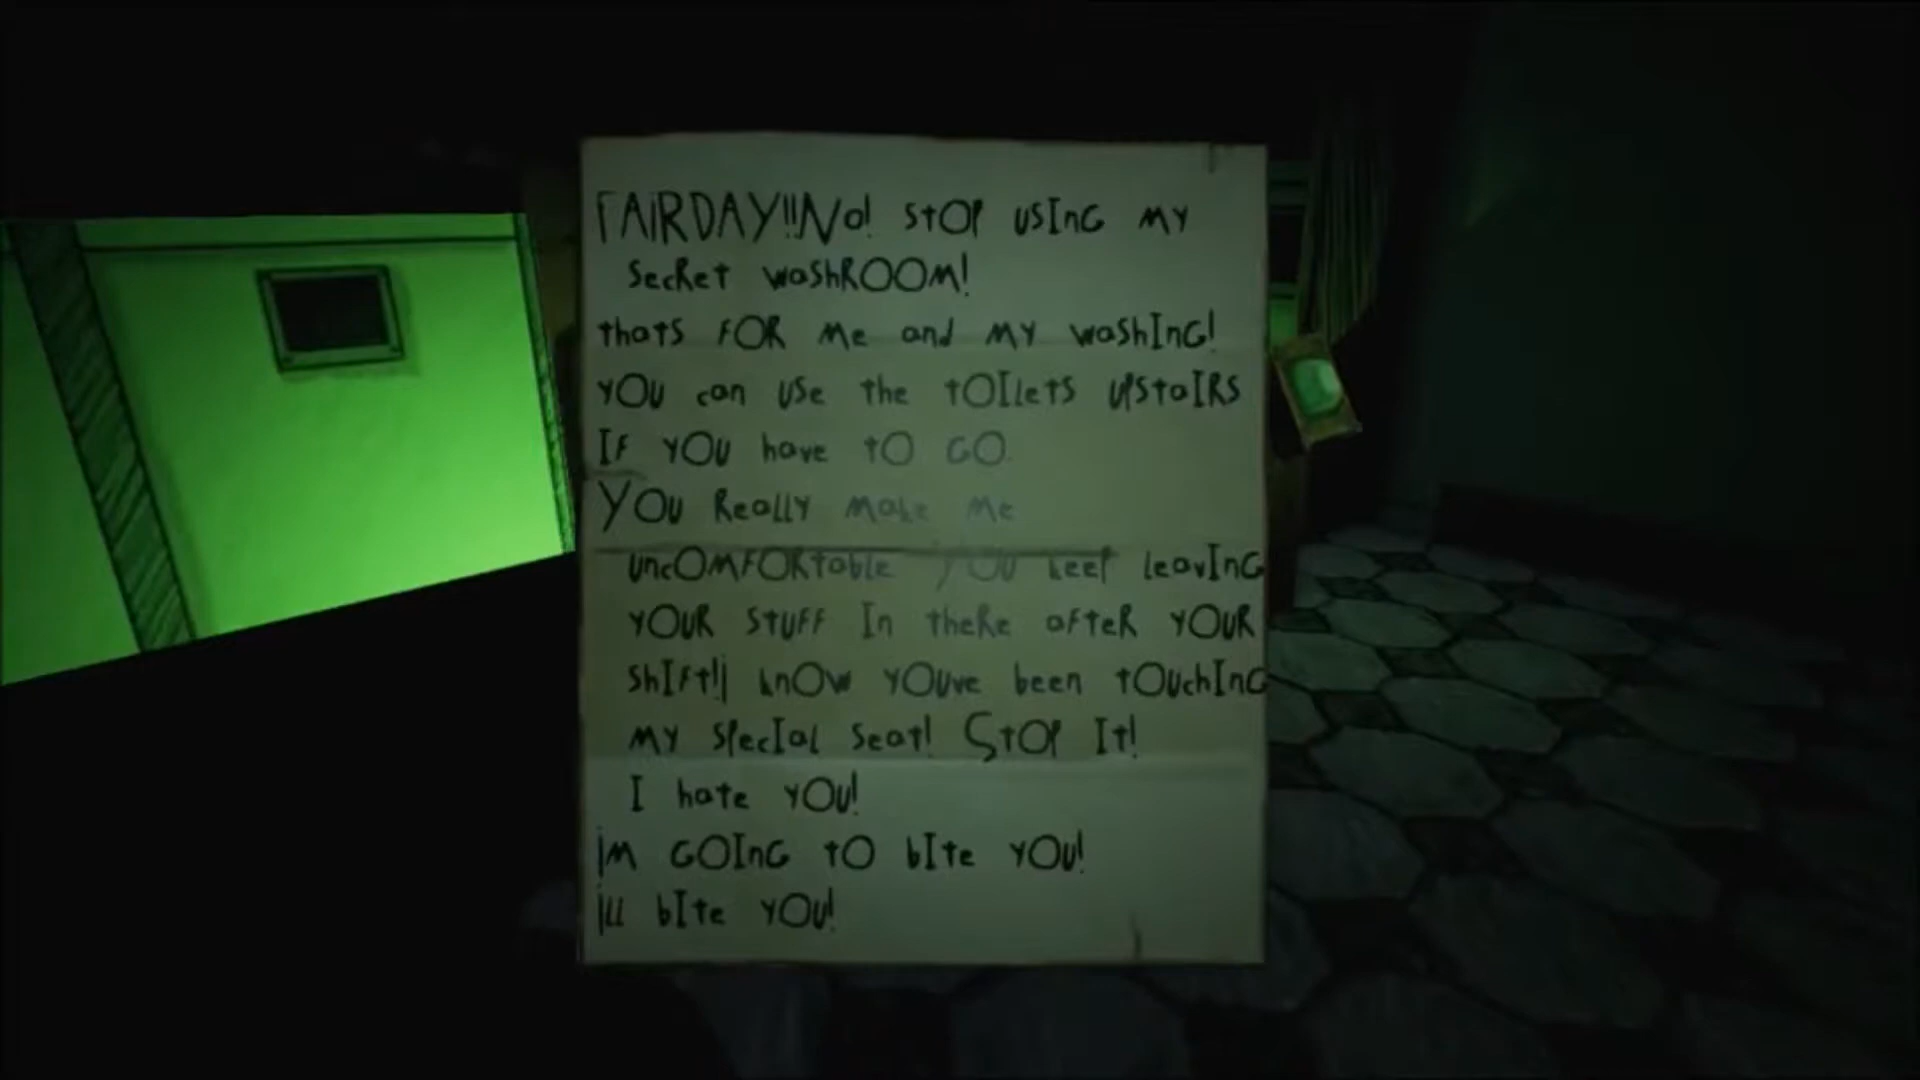 FAIRDAY!!No! STOP USING MY
SecRet washROOM!
thats FOR Me and MY washIng!
YOU can use the tOIlets upstaIRS
If YOU have to GO.
YOU Really Make Me
uncOMFORtable YOU keep leavIng
YOUR stuff In theRe afteR YOUR
shIft!I knOw YOUve been tOuchIng
MY specIal seat! StOp It!
I hate YOU!
IM GOIng tO bIte YOU!
Ill bIte YOU!